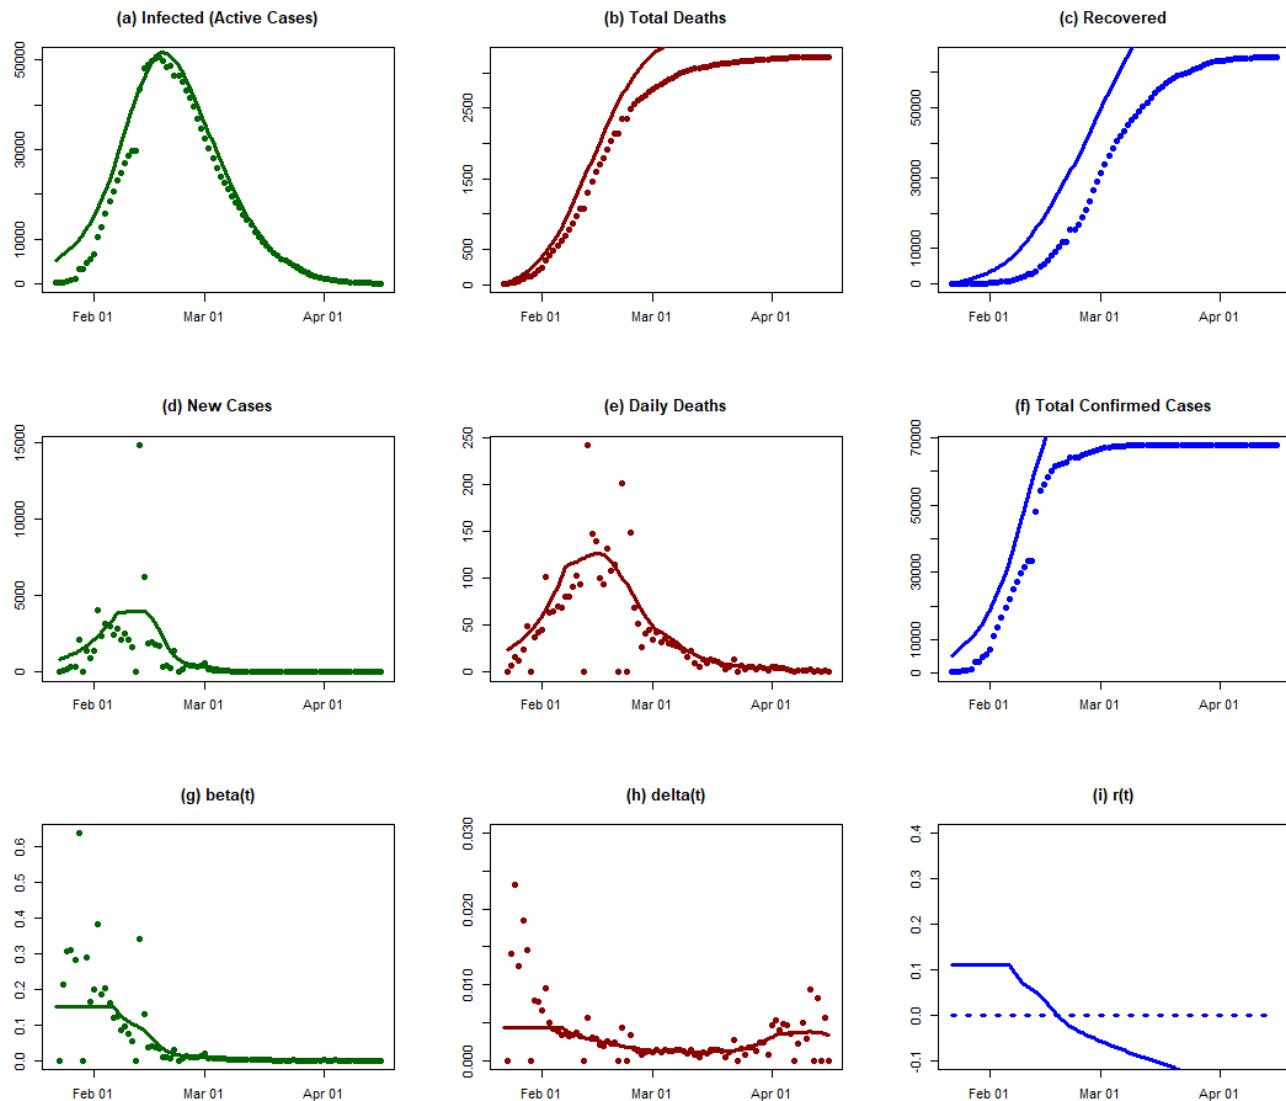 (a) Infected (Active Cases)
0 10000 30000 50000
Feb 01 Mar 01 Apr 01
(b) Total Deaths
0 500 1500 2500
Feb 01 Mar 01 Apr 01
(c) Recovered
0 10000 30000 50000
Feb 01 Mar 01 Apr 01
(d) New Cases
0 5000 10000 15000
Feb 01 Mar 01 Apr 01
(e) Daily Deaths
0 50 100 150 200 250
Feb 01 Mar 01 Apr 01
(f) Total Confirmed Cases
0 10000 30000 50000 70000
Feb 01 Mar 01 Apr 01
(g) beta(t)
0.0 0.1 0.2 0.3 0.4 0.5 0.6
Feb 01 Mar 01 Apr 01
(h) delta(t)
0.000 0.010 0.020 0.030
Feb 01 Mar 01 Apr 01
(i) r(t)
-0.1 0.0 0.1 0.2 0.3 0.4
Feb 01 Mar 01 Apr 01